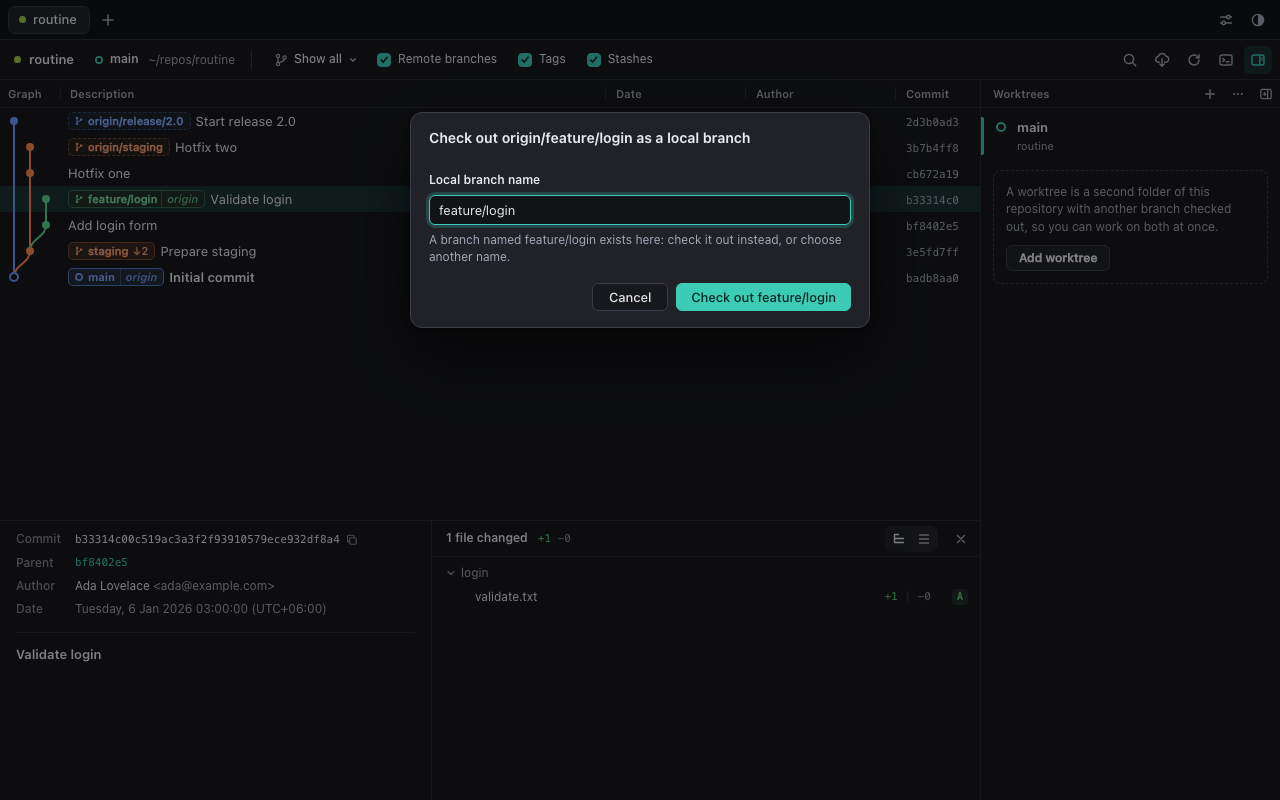 routine
routine main ~/repos/routine Show all Remote branches Tags Stashes
Graph Description Date Author Commit Worktrees
origin/release/2.0 Start release 2.0 2d3b0ad3
origin/staging Hotfix two 3b7b4ff8
Hotfix one cb672a19
feature/login origin Validate login b33314c0
Add login form bf8402e5
staging ↓2 Prepare staging 3e5fd7ff
main origin Initial commit badb8aa0
Check out origin/feature/login as a local branch
Local branch name
feature/login
A branch named feature/login exists here: check it out instead, or choose
another name.
Cancel Check out feature/login
main
routine
A worktree is a second folder of this
repository with another branch checked
out, so you can work on both at once.
Add worktree
Commit b33314c00c519ac3a3f2f93910579ece932df8a4
Parent bf8402e5
Author Ada Lovelace <ada@example.com>
Date Tuesday, 6 Jan 2026 03:00:00 (UTC+06:00)
Validate login
1 file changed +1 −0
login
validate.txt +1 | −0 A